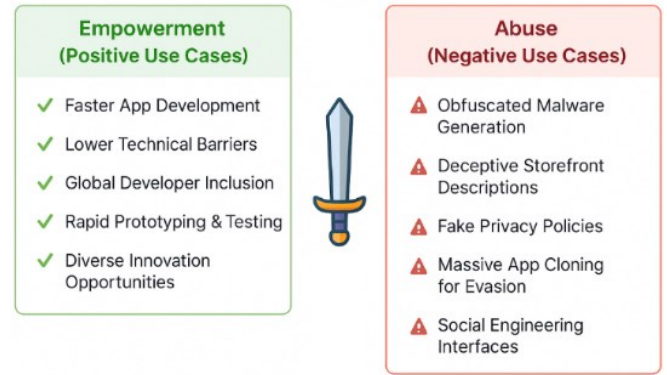 Empowerment
(Positive Use Cases)
Faster App Development
Lower Technical Barriers
Global Developer Inclusion
Rapid Prototyping & Testing
Diverse Innovation
Opportunities
Abuse
(Negative Use Cases)
Obfuscated Malware
Generation
Deceptive Storefront
Descriptions
Fake Privacy Policies
Massive App Cloning
for Evasion
Social Engineering
Interfaces